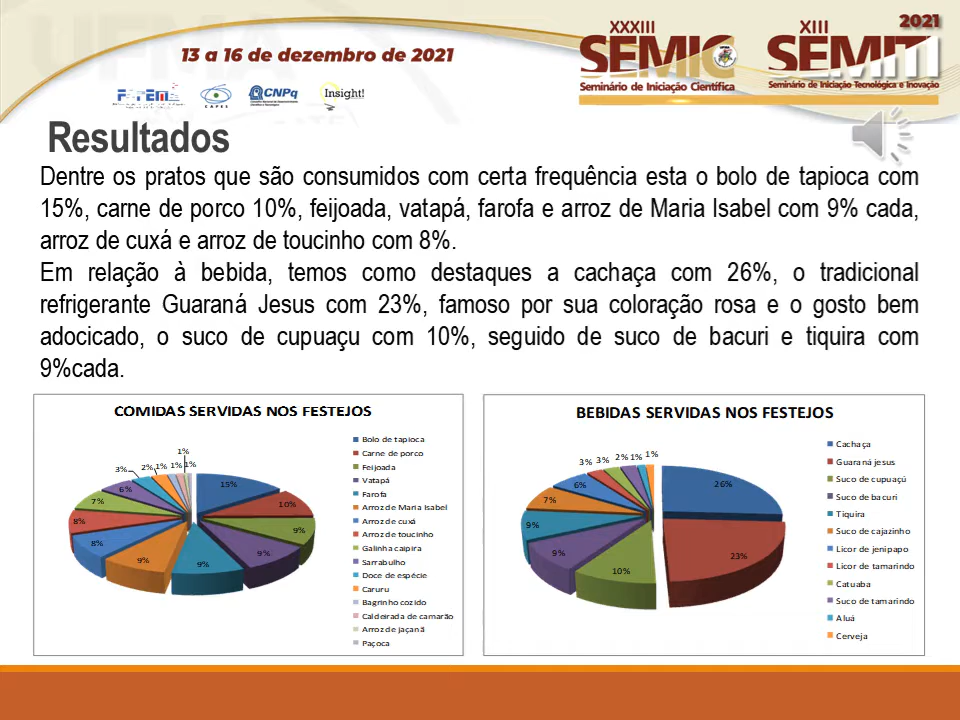 2021
XXXIII
XIII
13 a 16 de dezembro de 2021
SEMIC
SEMITI
Seminário de Iniciação Científica
Seminário de Iniciação Tecnológica e Inovação
CAPES
CNPq
Insight!
Resultados
Dentre os pratos que são consumidos com certa frequência esta o bolo de tapioca com
15%, carne de porco 10%, feijoada, vatapá, farofa e arroz de Maria Isabel com 9% cada,
arroz de cuxá e arroz de toucinho com 8%.
Em relação à bebida, temos como destaques a cachaça com 26%, o tradicional
refrigerante Guaraná Jesus com 23%, famoso por sua coloração rosa e o gosto bem
adocicado, o suco de cupuaçu com 10%, seguido de suco de bacuri e tiquira com
9%cada.
COMIDAS SERVIDAS NOS FESTEJOS
15%
10%
9%
9%
9%
9%
8%
8%
7%
6%
3%
2%
1%
1%
1%
1%
Bolo de tapioca
Carne de porco
Feijoada
Vatapá
Farofa
Arroz de Maria Isabel
Arroz de cuxá
Arroz de toucinho
Galinha caipira
Sarrabulho
Doce de espécie
Caruru
Bagrinho cozido
Caldeirada de camarão
Arroz de jaçanã
Paçoca
BEBIDAS SERVIDAS NOS FESTEJOS
26%
23%
10%
9%
9%
7%
6%
3%
3%
2%
1%
1%
Cachaça
Guaraná jesus
Suco de cupuaçú
Suco de bacuri
Tiquira
Suco de cajazinho
Licor de jenipapo
Licor de tamarindo
Catuaba
Suco de tamarindo
Aluá
Cerveja